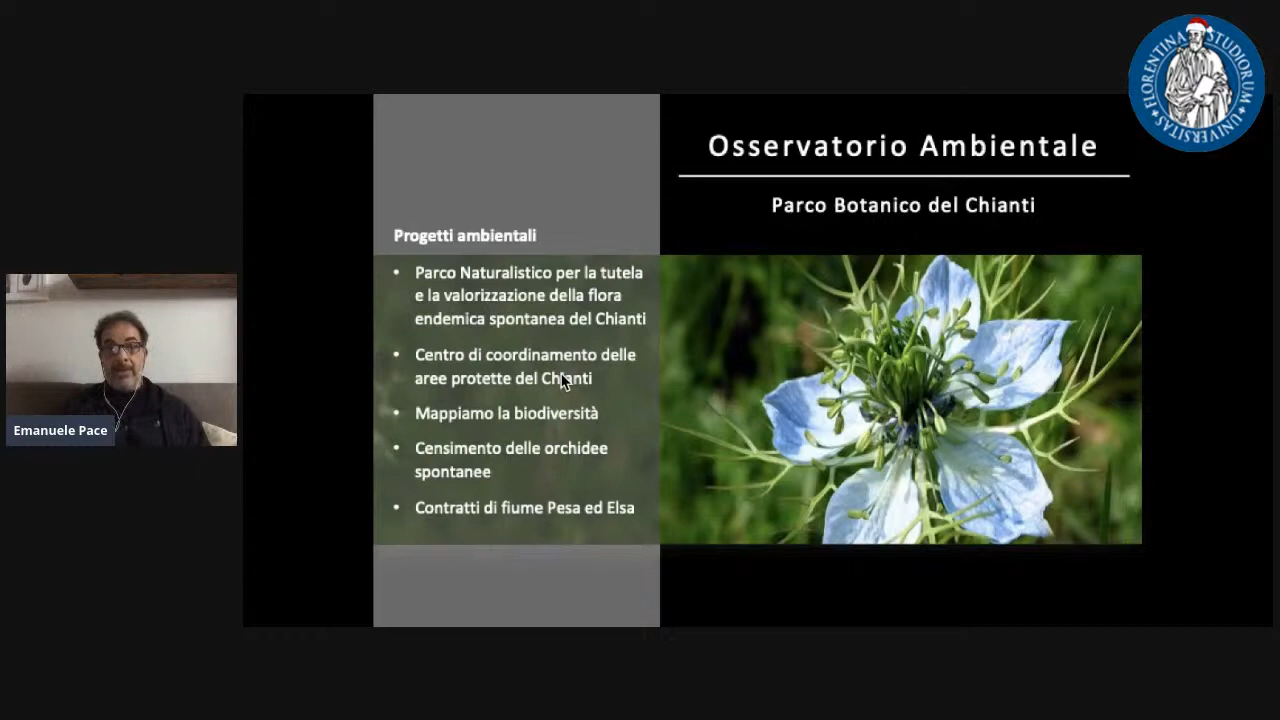 FLORENTINA STUDIORUM UNIVERSITAS
Osservatorio Ambientale
Parco Botanico del Chianti
Progetti ambientali
• Parco Naturalistico per la tutela
e la valorizzazione della flora
endemica spontanea del Chianti
• Centro di coordinamento delle
aree protette del Chianti
• Mappiamo la biodiversità
• Censimento delle orchidee
spontanee
• Contratti di fiume Pesa ed Elsa
Emanuele Pace